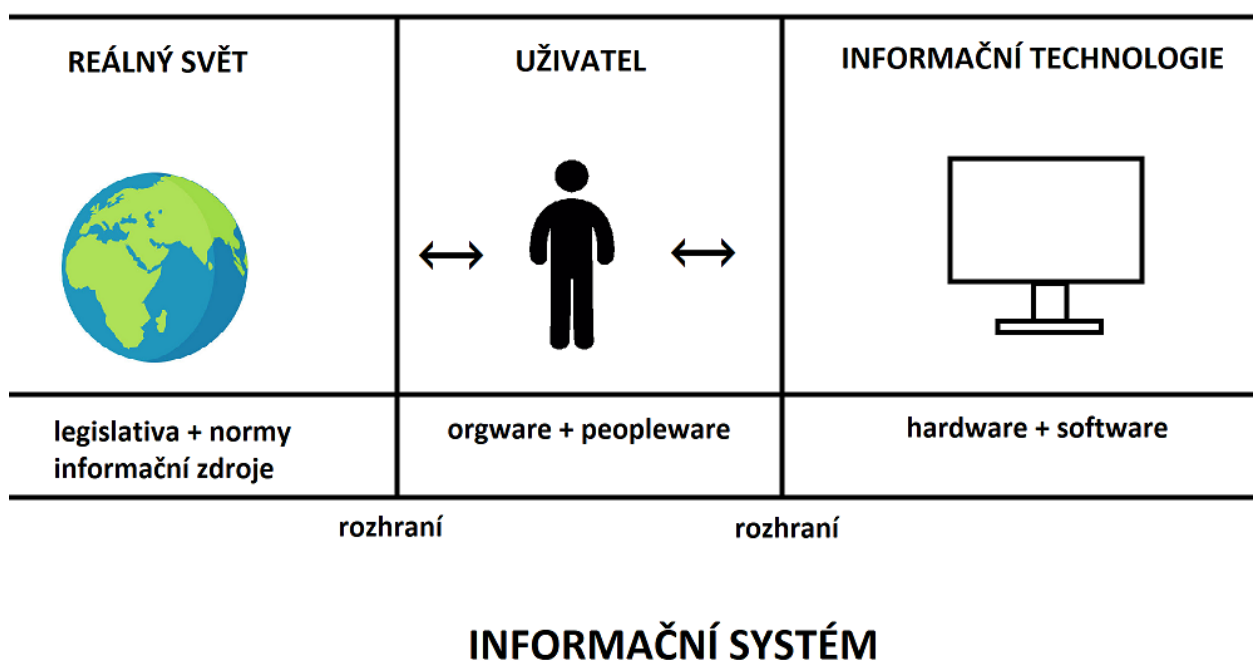 REÁLNÝ SVĚT
UŽIVATEL
INFORMAČNÍ TECHNOLOGIE
legislativa + normy
informační zdroje
orgware + peopleware
hardware + software
rozhraní
rozhraní
INFORMAČNÍ SYSTÉM